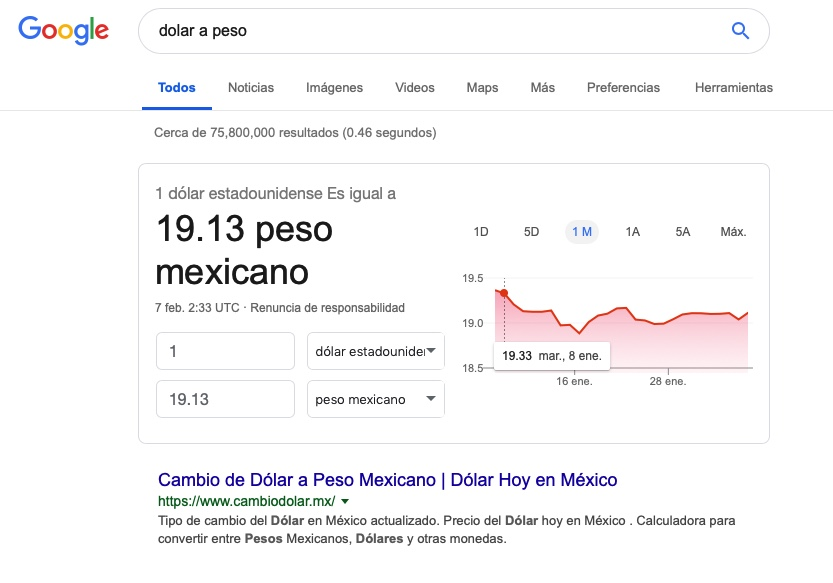 Google
dolar a peso
Todos Noticias Imágenes Videos Maps Más Preferencias Herramientas
Cerca de 75,800,000 resultados (0.46 segundos)
1 dólar estadounidense Es igual a
19.13 peso
mexicano
7 feb. 2:33 UTC · Renuncia de responsabilidad
1 dólar estadouniden
19.13 peso mexicano
1D 5D 1 M 1A 5A Máx.
19.5
19.0
18.5
19.33 mar., 8 ene.
16 ene. 28 ene.
Cambio de Dólar a Peso Mexicano | Dólar Hoy en México
https://www.cambiodolar.mx/
Tipo de cambio del Dólar en México actualizado. Precio del Dólar hoy en México . Calculadora para
convertir entre Pesos Mexicanos, Dólares y otras monedas.